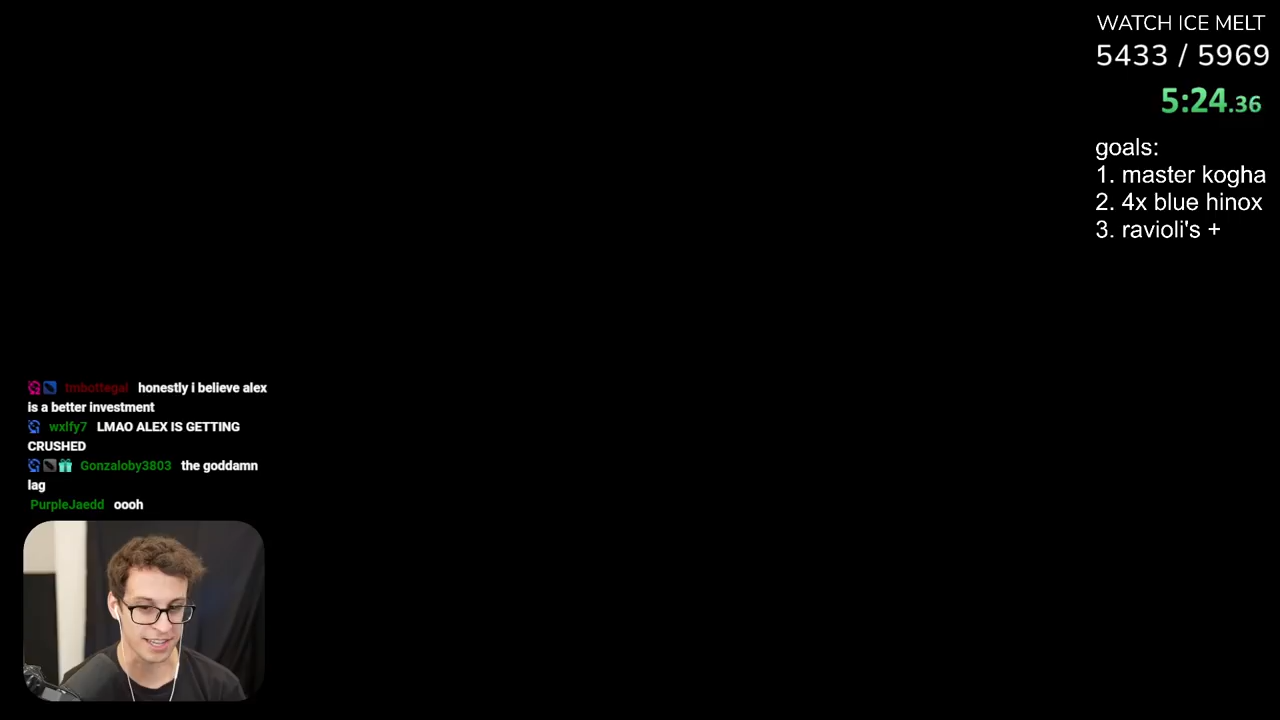 WATCH ICE MELT
5433 / 5969
5:24.36
goals:
1. master kogha
2. 4x blue hinox
3. ravioli's +
tmbottegal honestly i believe alex
is a better investment
wxlfy7 LMAO ALEX IS GETTING
CRUSHED
Gonzaloby3803 the goddamn
lag
PurpleJaedd oooh